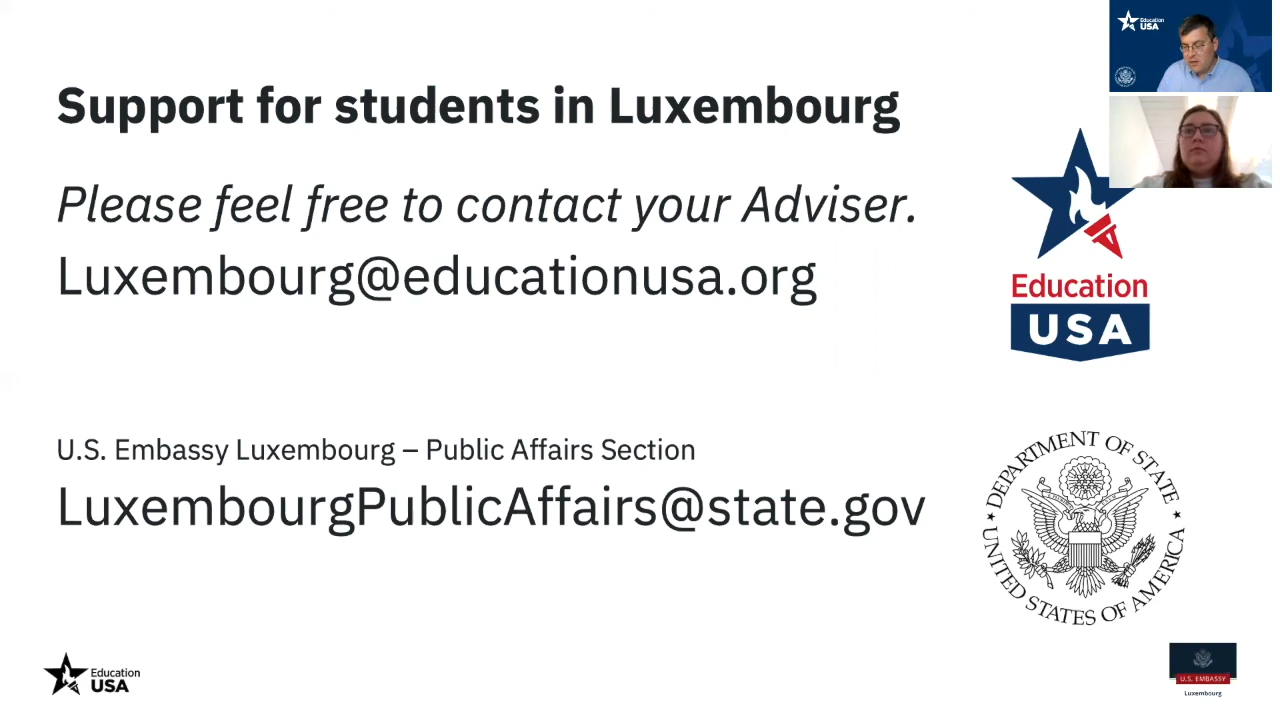 Education
USA
Support for students in Luxembourg
Please feel free to contact your Adviser.
Luxembourg@educationusa.org
Education
USA
U.S. Embassy Luxembourg – Public Affairs Section
LuxembourgPublicAffairs@state.gov
DEPARTMENT OF STATE
UNITED STATES OF AMERICA
Education
USA
U.S. EMBASSY
Luxembourg